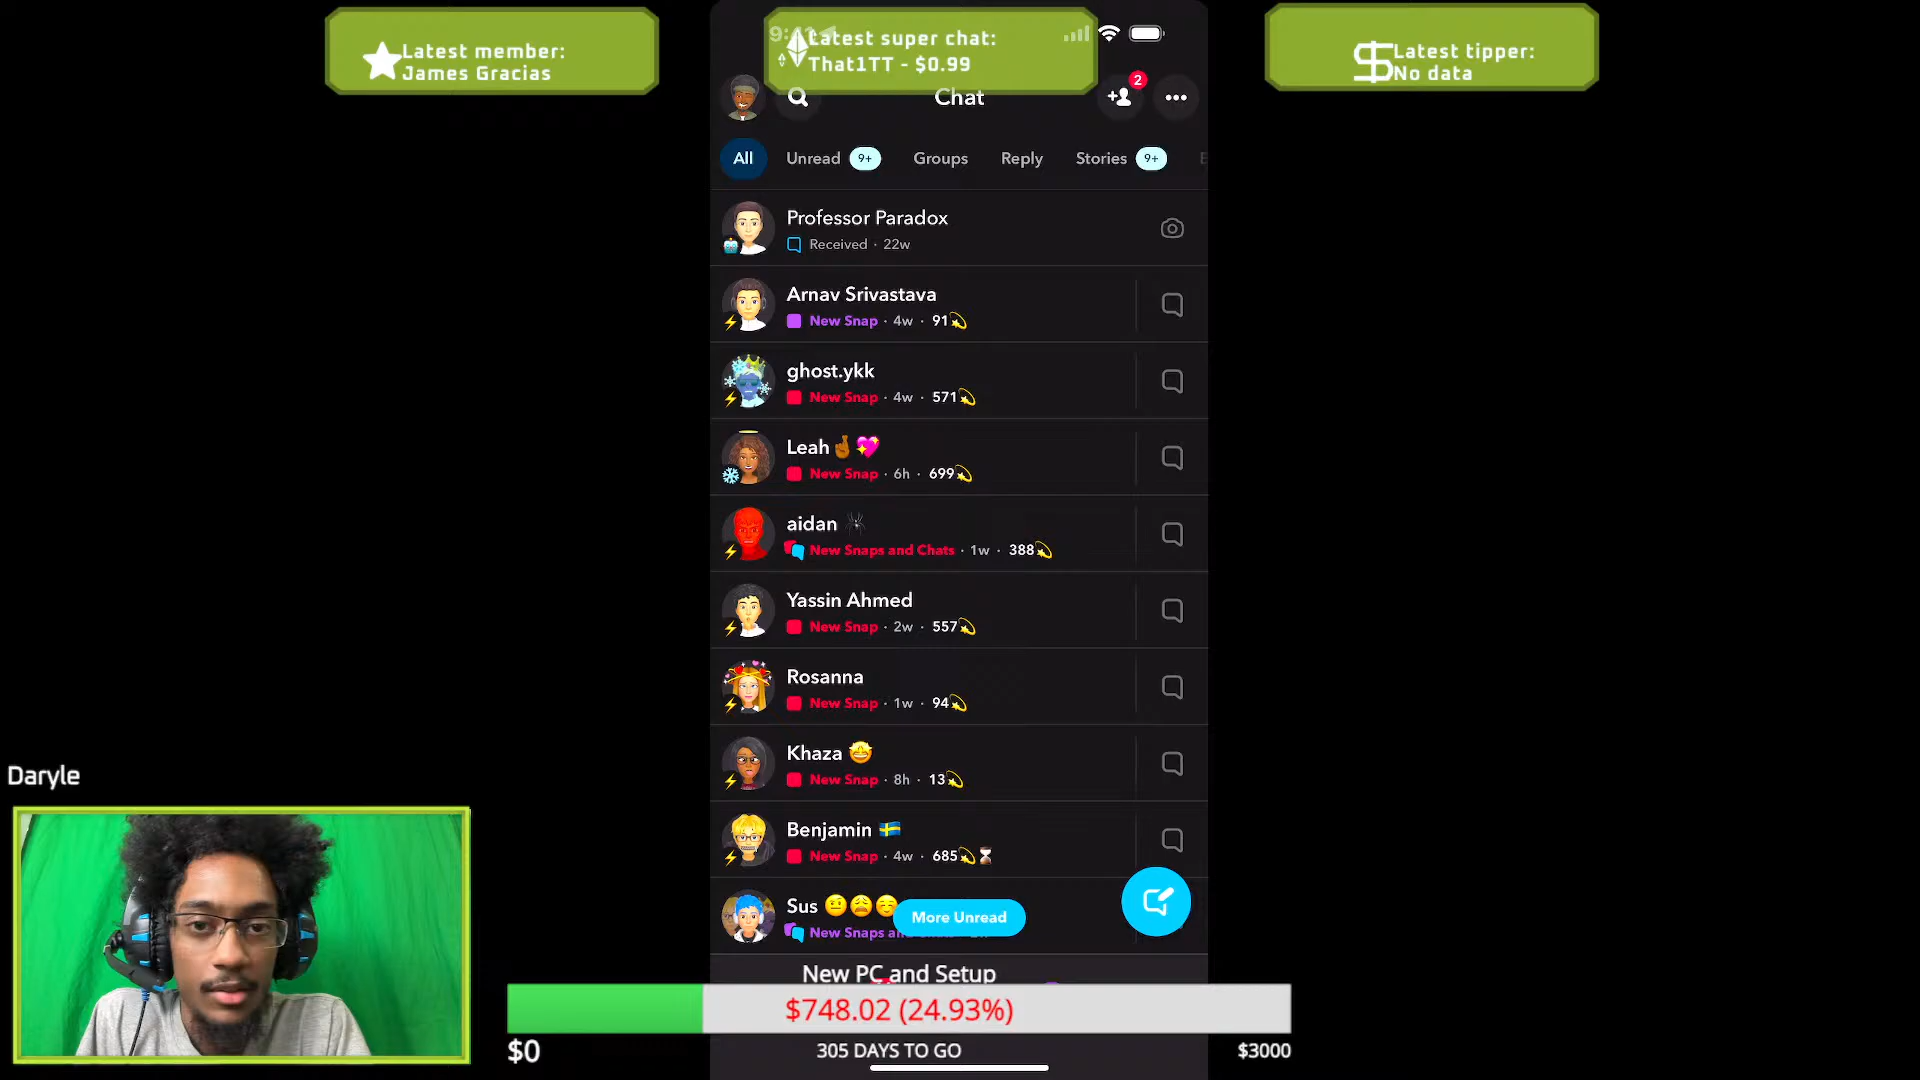 Latest member:
James Gracias
Latest super chat:
That1TT - $0.99
Latest tipper:
No data
2
Chat
All
Unread 9+
Groups
Reply
Stories 9+
Professor Paradox
Received · 22w
Arnav Srivastava
New Snap · 4w · 91💫
ghost.ykk
New Snap · 4w · 571💫
Leah🤞🏾💖
New Snap · 6h · 699💫
aidan 🕷
New Snaps and Chats · 1w · 388💫
Yassin Ahmed
New Snap · 2w · 557💫
Rosanna
New Snap · 1w · 94💫
Khaza 🤩
New Snap · 8h · 13💫
Benjamin 🇸🇪
New Snap · 4w · 685💫⌛
Sus 😐😩☺️
New Snaps
More Unread
Daryle
New PC and Setup
$748.02 (24.93%)
$0
305 DAYS TO GO
$3000